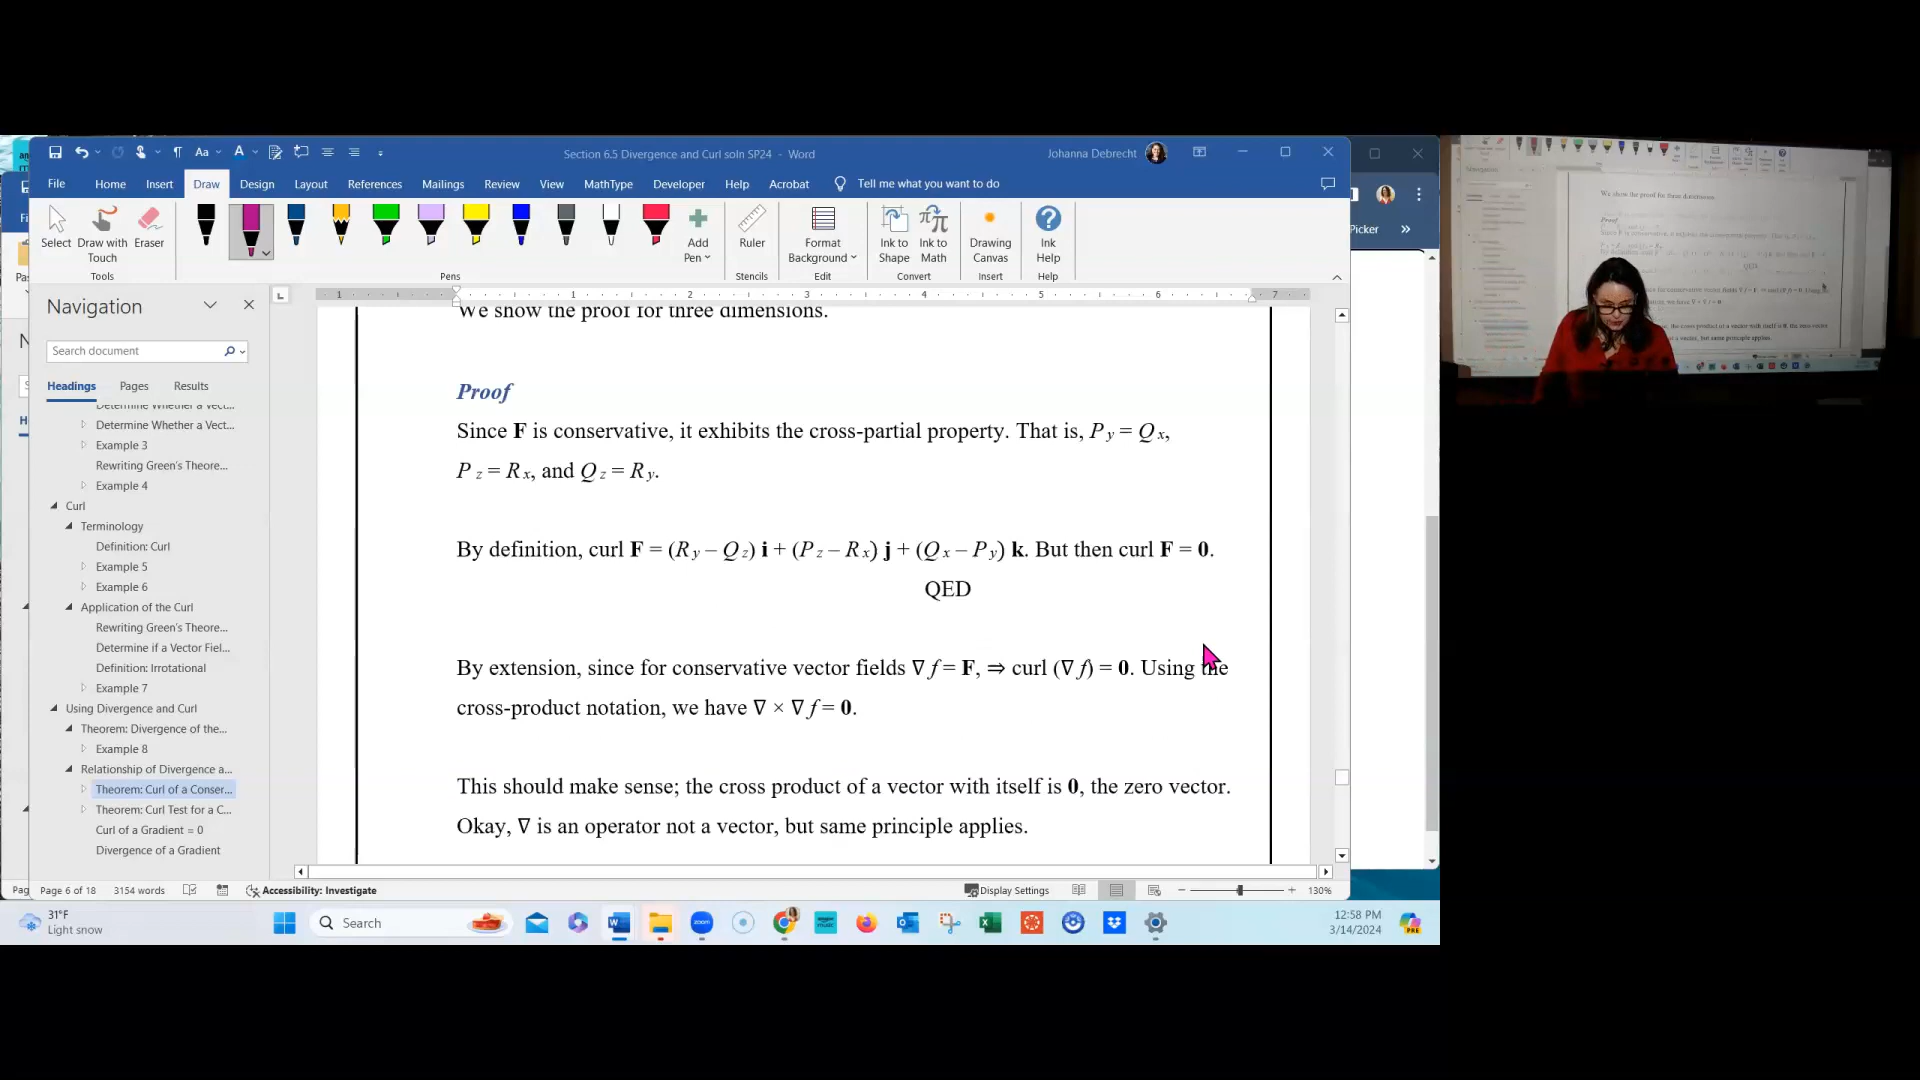 Section 6.5 Divergence and Curl soln SP24 - Word
Johanna Debrecht
File Home Insert Draw Design Layout References Mailings Review View MathType Developer Help Acrobat Tell me what you want to do
Picker
Select
Draw with Touch
Eraser
Add Pen
Ruler
Format Background
Ink to Shape
Ink to Math
Drawing Canvas
Ink Help
Tools
Pens
Stencils
Edit
Convert
Insert
Help
Navigation
Search document
Headings Pages Results
Determine Whether a Vect...
Determine Whether a Vect...
Example 3
Rewriting Green's Theore...
Example 4
Curl
Terminology
Definition: Curl
Example 5
Example 6
Application of the Curl
Rewriting Green's Theore...
Determine if a Vector Fiel...
Definition: Irrotational
Example 7
Using Divergence and Curl
Theorem: Divergence of the...
Example 8
Relationship of Divergence a...
Theorem: Curl of a Conser...
Theorem: Curl Test for a C...
Curl of a Gradient = 0
Divergence of a Gradient
1 1 2 3 4 5 6 7
We show the proof for three dimensions.
Proof
Since F is conservative, it exhibits the cross-partial property. That is, P y = Q x,
P z = R x, and Q z = R y.
By definition, curl F = (R y – Q z) i + (P z – R x) j + (Q x – P y) k. But then curl F = 0.
QED
By extension, since for conservative vector fields ∇ f = F, ⇒ curl (∇ f) = 0. Using the
cross-product notation, we have ∇ × ∇ f = 0.
This should make sense; the cross product of a vector with itself is 0, the zero vector.
Okay, ∇ is an operator not a vector, but same principle applies.
Page 6 of 18 3154 words Accessibility: Investigate Display Settings 130%
31°F
Light snow
Search
12:58 PM
3/14/2024